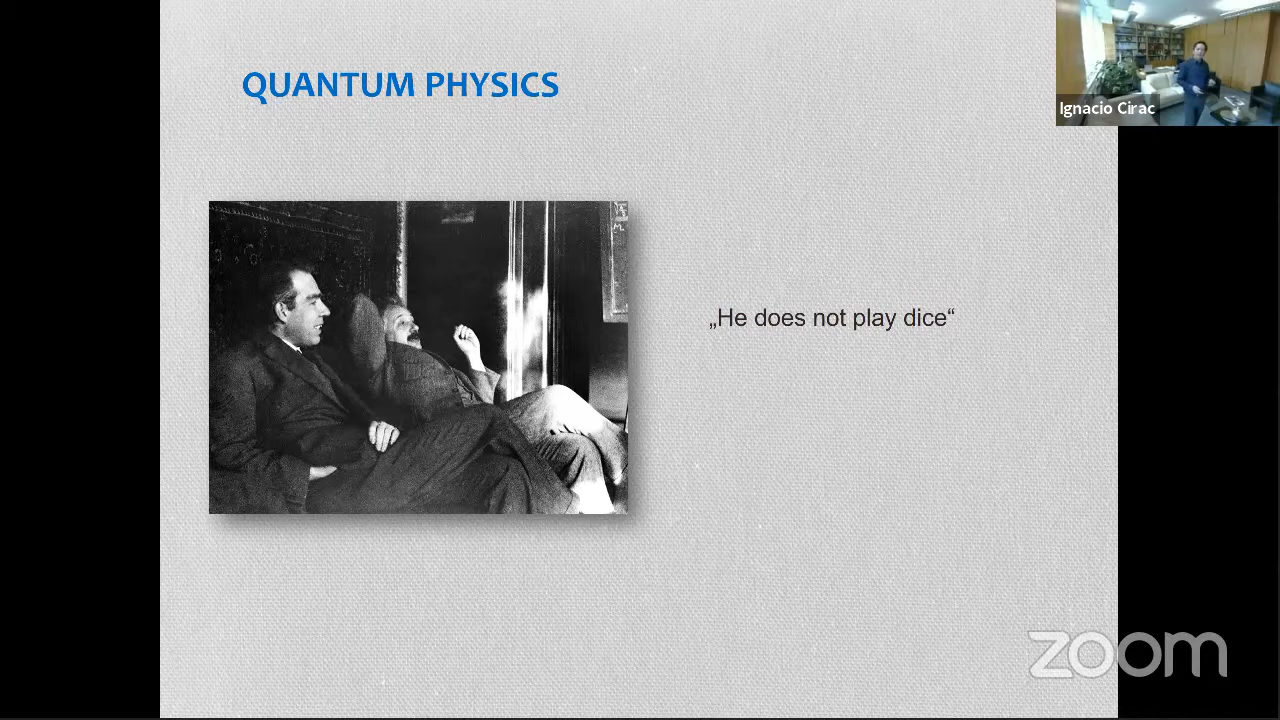 QUANTUM PHYSICS
Ignacio Cirac
„He does not play dice“
zoom